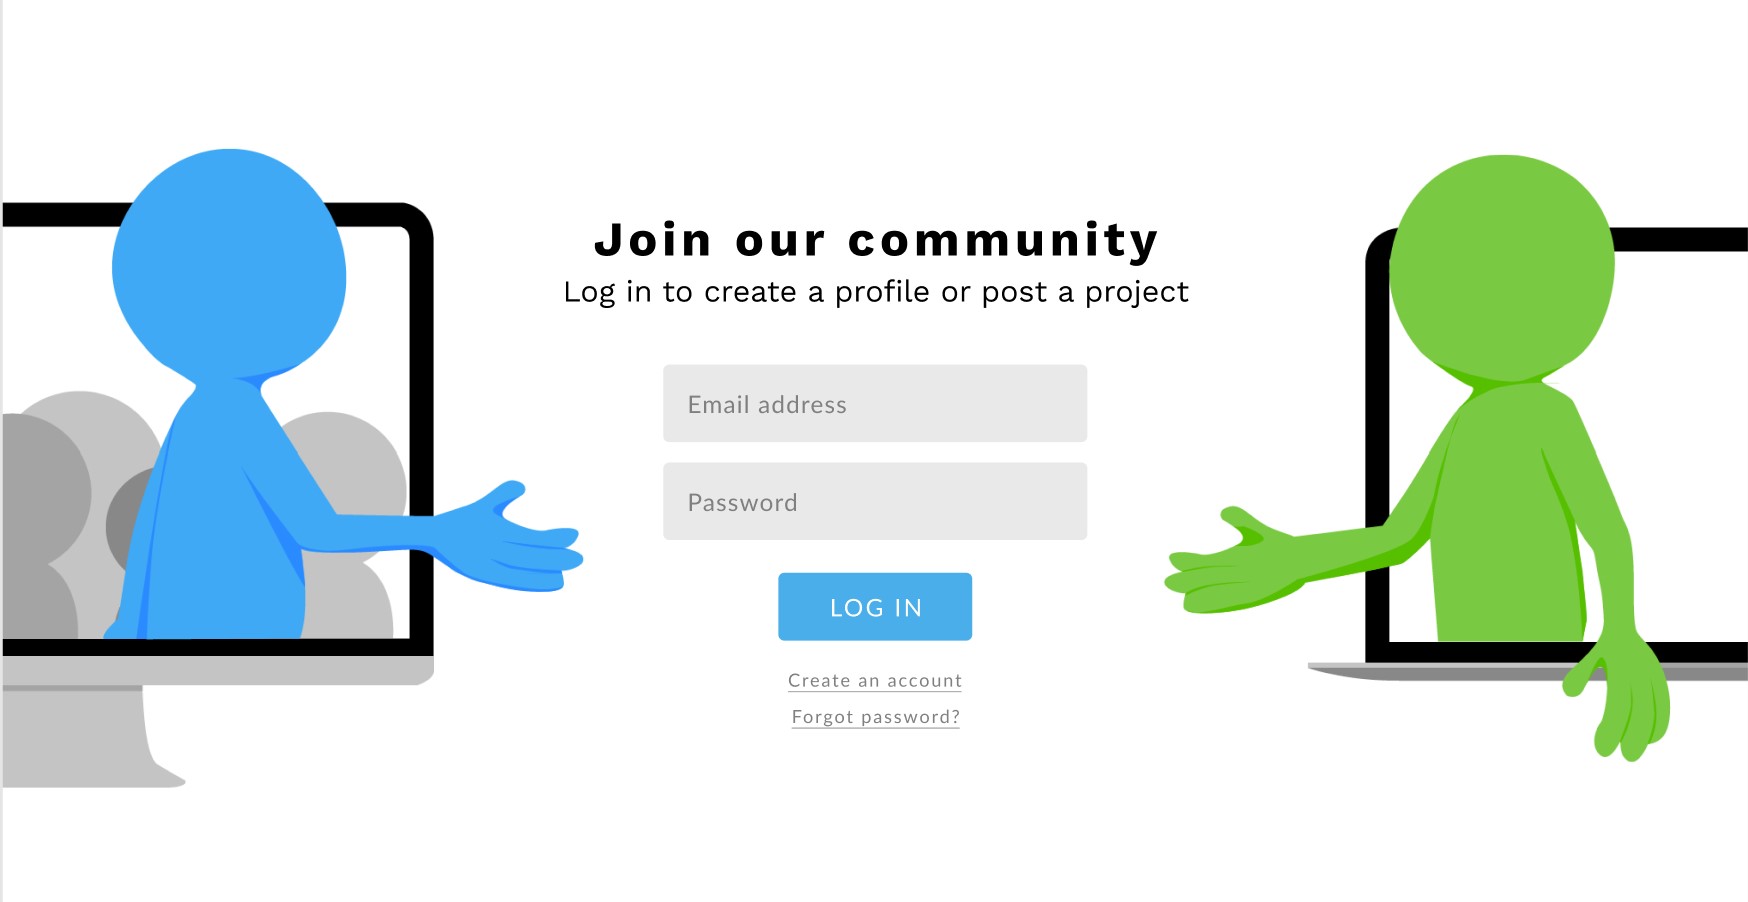 Join our community
Log in to create a profile or post a project
Email address
Password
LOG IN
Create an account
Forgot password?